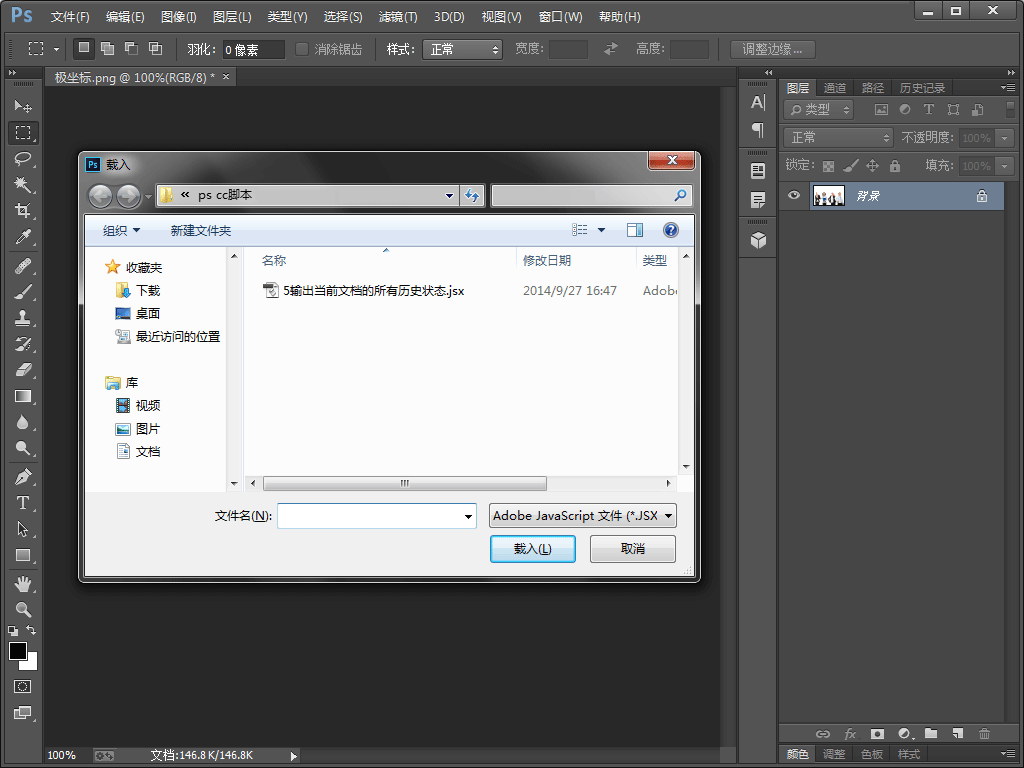 Ps 文件(F) 编辑(E) 图像(I) 图层(L) 类型(Y) 选择(S) 滤镜(T) 3D(D) 视图(V) 窗口(W) 帮助(H)
羽化: 0 像素 消除锯齿 样式: 正常 宽度: 高度: 调整边缘...
极坐标.png @ 100%(RGB/8) * ×
图层 通道 路径 历史记录
类型
正常 不透明度: 100%
锁定: 填充: 100%
背景
Ps 载入
« ps cc脚本
组织 新建文件夹
收藏夹
下载
桌面
最近访问的位置
库
视频
图片
文档
名称 修改日期 类型
5输出当前文档的所有历史状态.jsx 2014/9/27 16:47 Adob
文件名(N): Adobe JavaScript 文件 (*.JSX
载入(L) 取消
100% 文档:146.8K/146.8K
fx
颜色 调整 色板 样式